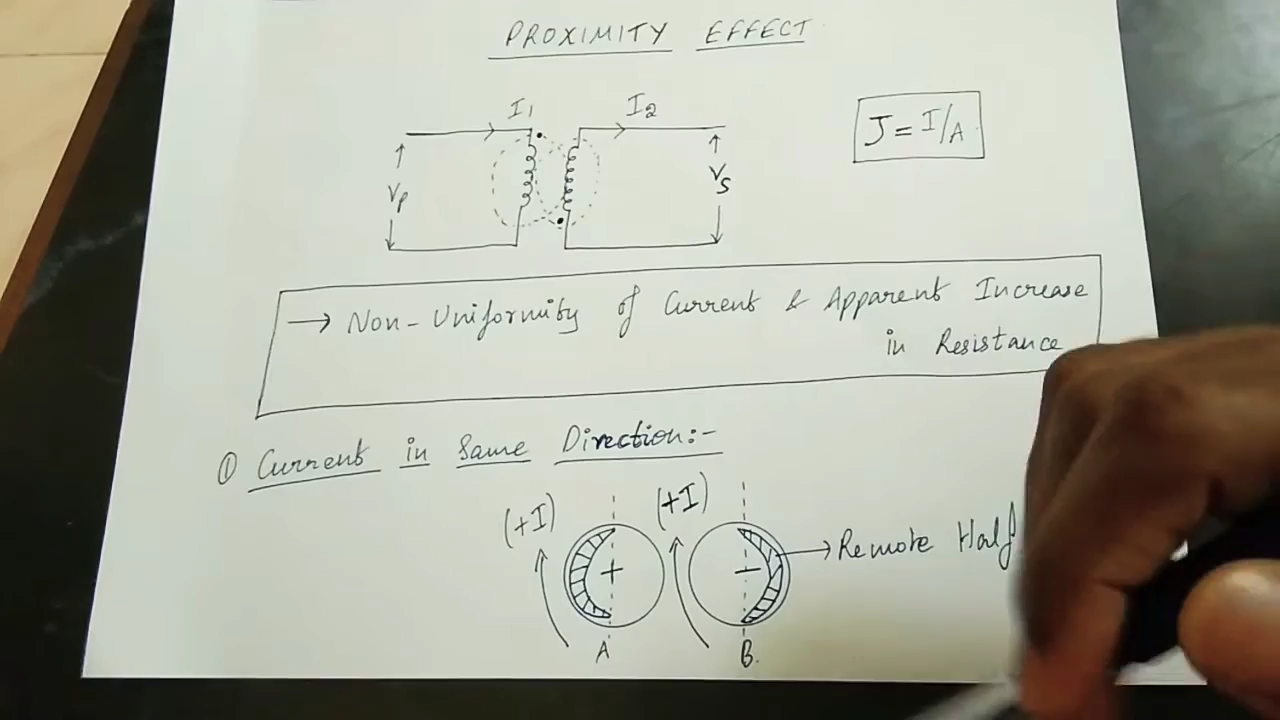 PROXIMITY EFFECT
I1 I2
J = I/A
Vp Vs
→ Non-Uniformity of Current & Apparent Increase
in Resistance
① Current in Same Direction:-
(+I) (+I)
+ - → Remote Half
A B.